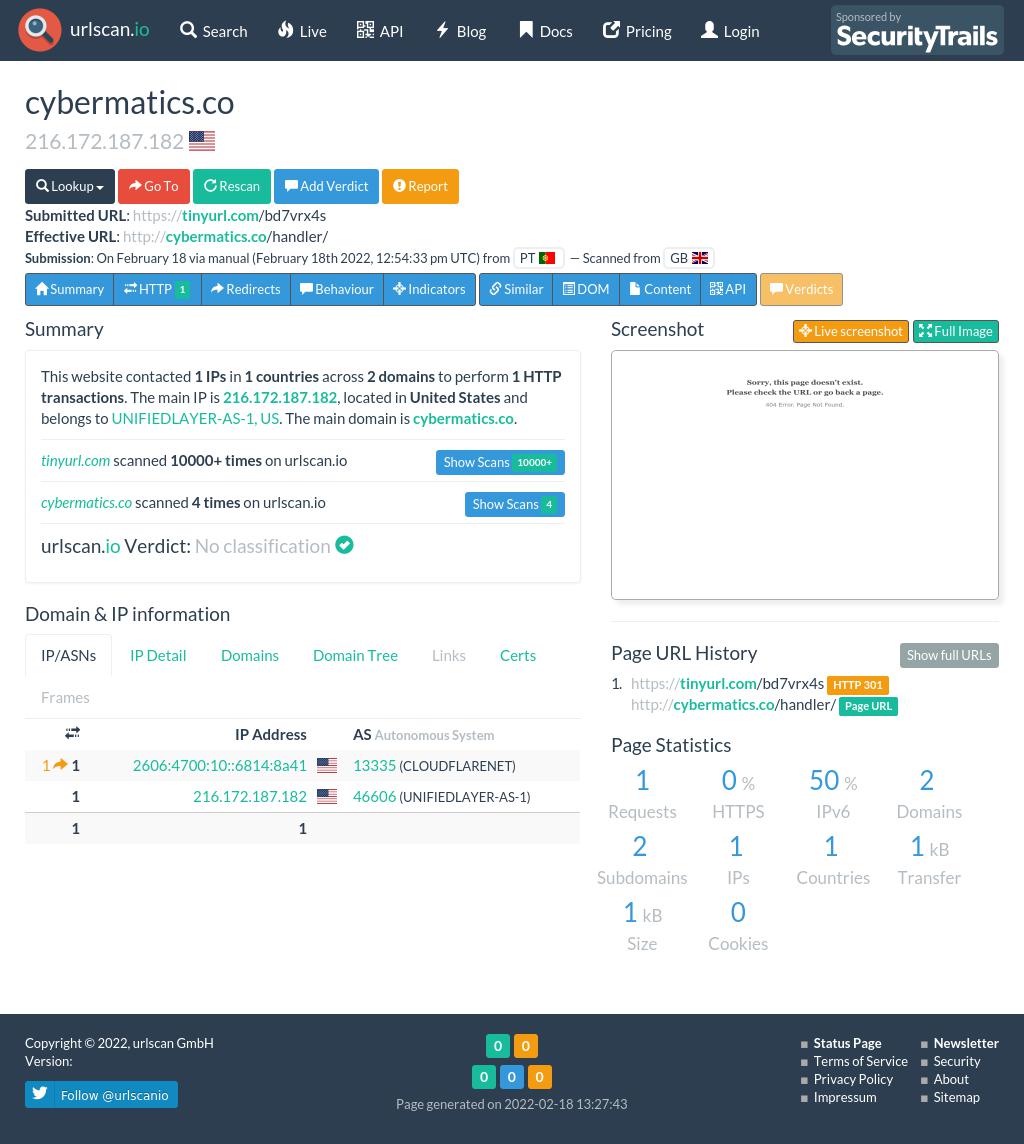 urlscan.io
Search
Live
API
Blog
Docs
Pricing
Login
Sponsored by
SecurityTrails
cybermatics.co
216.172.187.182
Lookup
Go To
Rescan
Add Verdict
Report
Submitted URL: https://tinyurl.com/bd7vrx4s
Effective URL: http://cybermatics.co/handler/
Submission: On February 18 via manual (February 18th 2022, 12:54:33 pm UTC) from PT — Scanned from GB
Summary
HTTP 1
Redirects
Behaviour
Indicators
Similar
DOM
Content
API
Verdicts
Summary
This website contacted 1 IPs in 1 countries across 2 domains to perform 1 HTTP
transactions. The main IP is 216.172.187.182, located in United States and
belongs to UNIFIEDLAYER-AS-1, US. The main domain is cybermatics.co.
tinyurl.com scanned 10000+ times on urlscan.io
Show Scans 10000+
cybermatics.co scanned 4 times on urlscan.io
Show Scans 4
urlscan.io Verdict: No classification
Screenshot
Live screenshot
Full Image
Sorry, this page doesn't exist.
Please check the URL or go back a page.
404 Error. Page Not Found.
Domain & IP information
IP/ASNs
IP Detail
Domains
Domain Tree
Links
Certs
Frames
IP Address AS Autonomous System
1 1 2606:4700:10::6814:8a41 13335 (CLOUDFLARENET)
1 216.172.187.182 46606 (UNIFIEDLAYER-AS-1)
1 1
Page URL History
Show full URLs
1. https://tinyurl.com/bd7vrx4s HTTP 301
http://cybermatics.co/handler/ Page URL
Page Statistics
1 0 % 50 % 2
Requests HTTPS IPv6 Domains
2 1 1 1 kB
Subdomains IPs Countries Transfer
1 kB 0
Size Cookies
Copyright © 2022, urlscan GmbH
Version:
Follow @urlscanio
0 0
0 0 0
Page generated on 2022-02-18 13:27:43
Status Page
Terms of Service
Privacy Policy
Impressum
Newsletter
Security
About
Sitemap